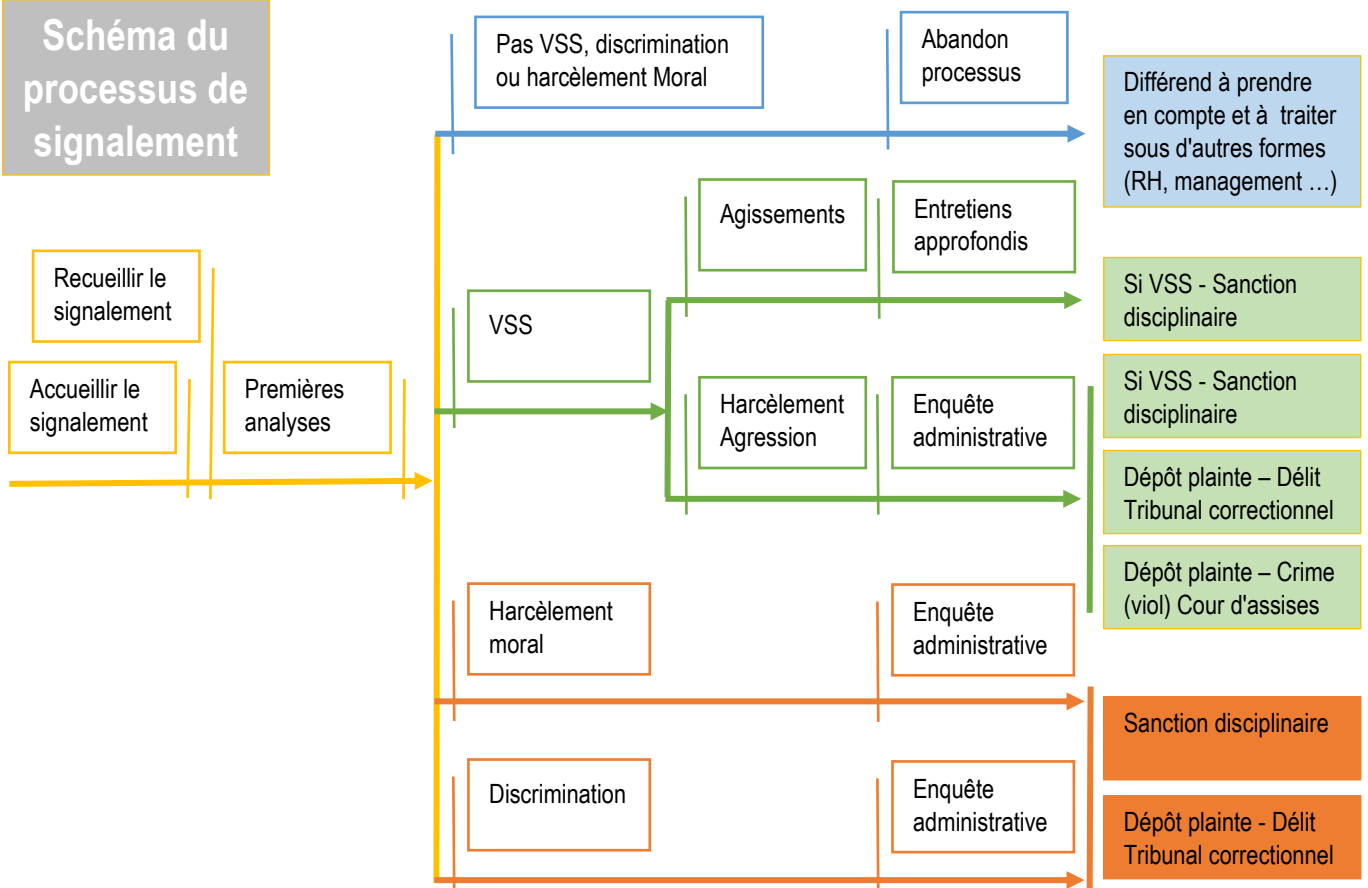 Schéma du
processus de
signalement
Pas VSS, discrimination
ou harcèlement Moral
Abandon
processus
Différend à prendre
en compte et à traiter
sous d'autres formes
(RH, management …)
Recueillir le
signalement
Accueillir le
signalement
Premières
analyses
VSS
Agissements
Entretiens
approfondis
Si VSS - Sanction
disciplinaire
Harcèlement
Agression
Enquête
administrative
Si VSS - Sanction
disciplinaire
Dépôt plainte – Délit
Tribunal correctionnel
Dépôt plainte – Crime
(viol) Cour d'assises
Harcèlement
moral
Enquête
administrative
Discrimination
Enquête
administrative
Sanction disciplinaire
Dépôt plainte - Délit
Tribunal correctionnel